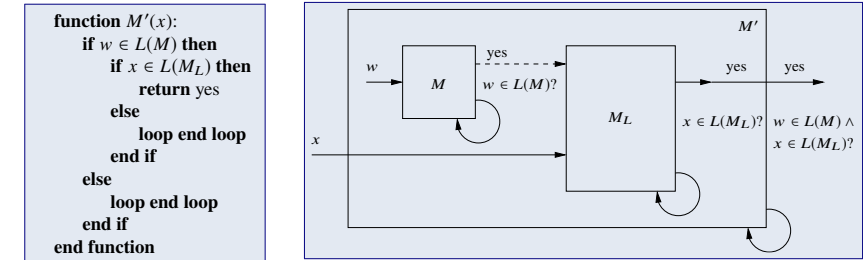 function M′(x):
if w ∈ L(M) then
if x ∈ L(M_L) then
return yes
else
loop end loop
end if
else
loop end loop
end if
end function
M′
w
M
yes
w ∈ L(M)?
x
M_L
yes
yes
x ∈ L(M_L)?
w ∈ L(M) ∧
x ∈ L(M_L)?